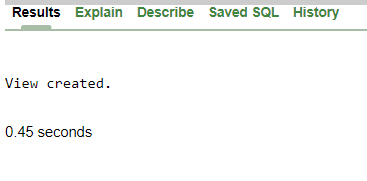 Results Explain Describe Saved SQL History
View created.
0.45 seconds